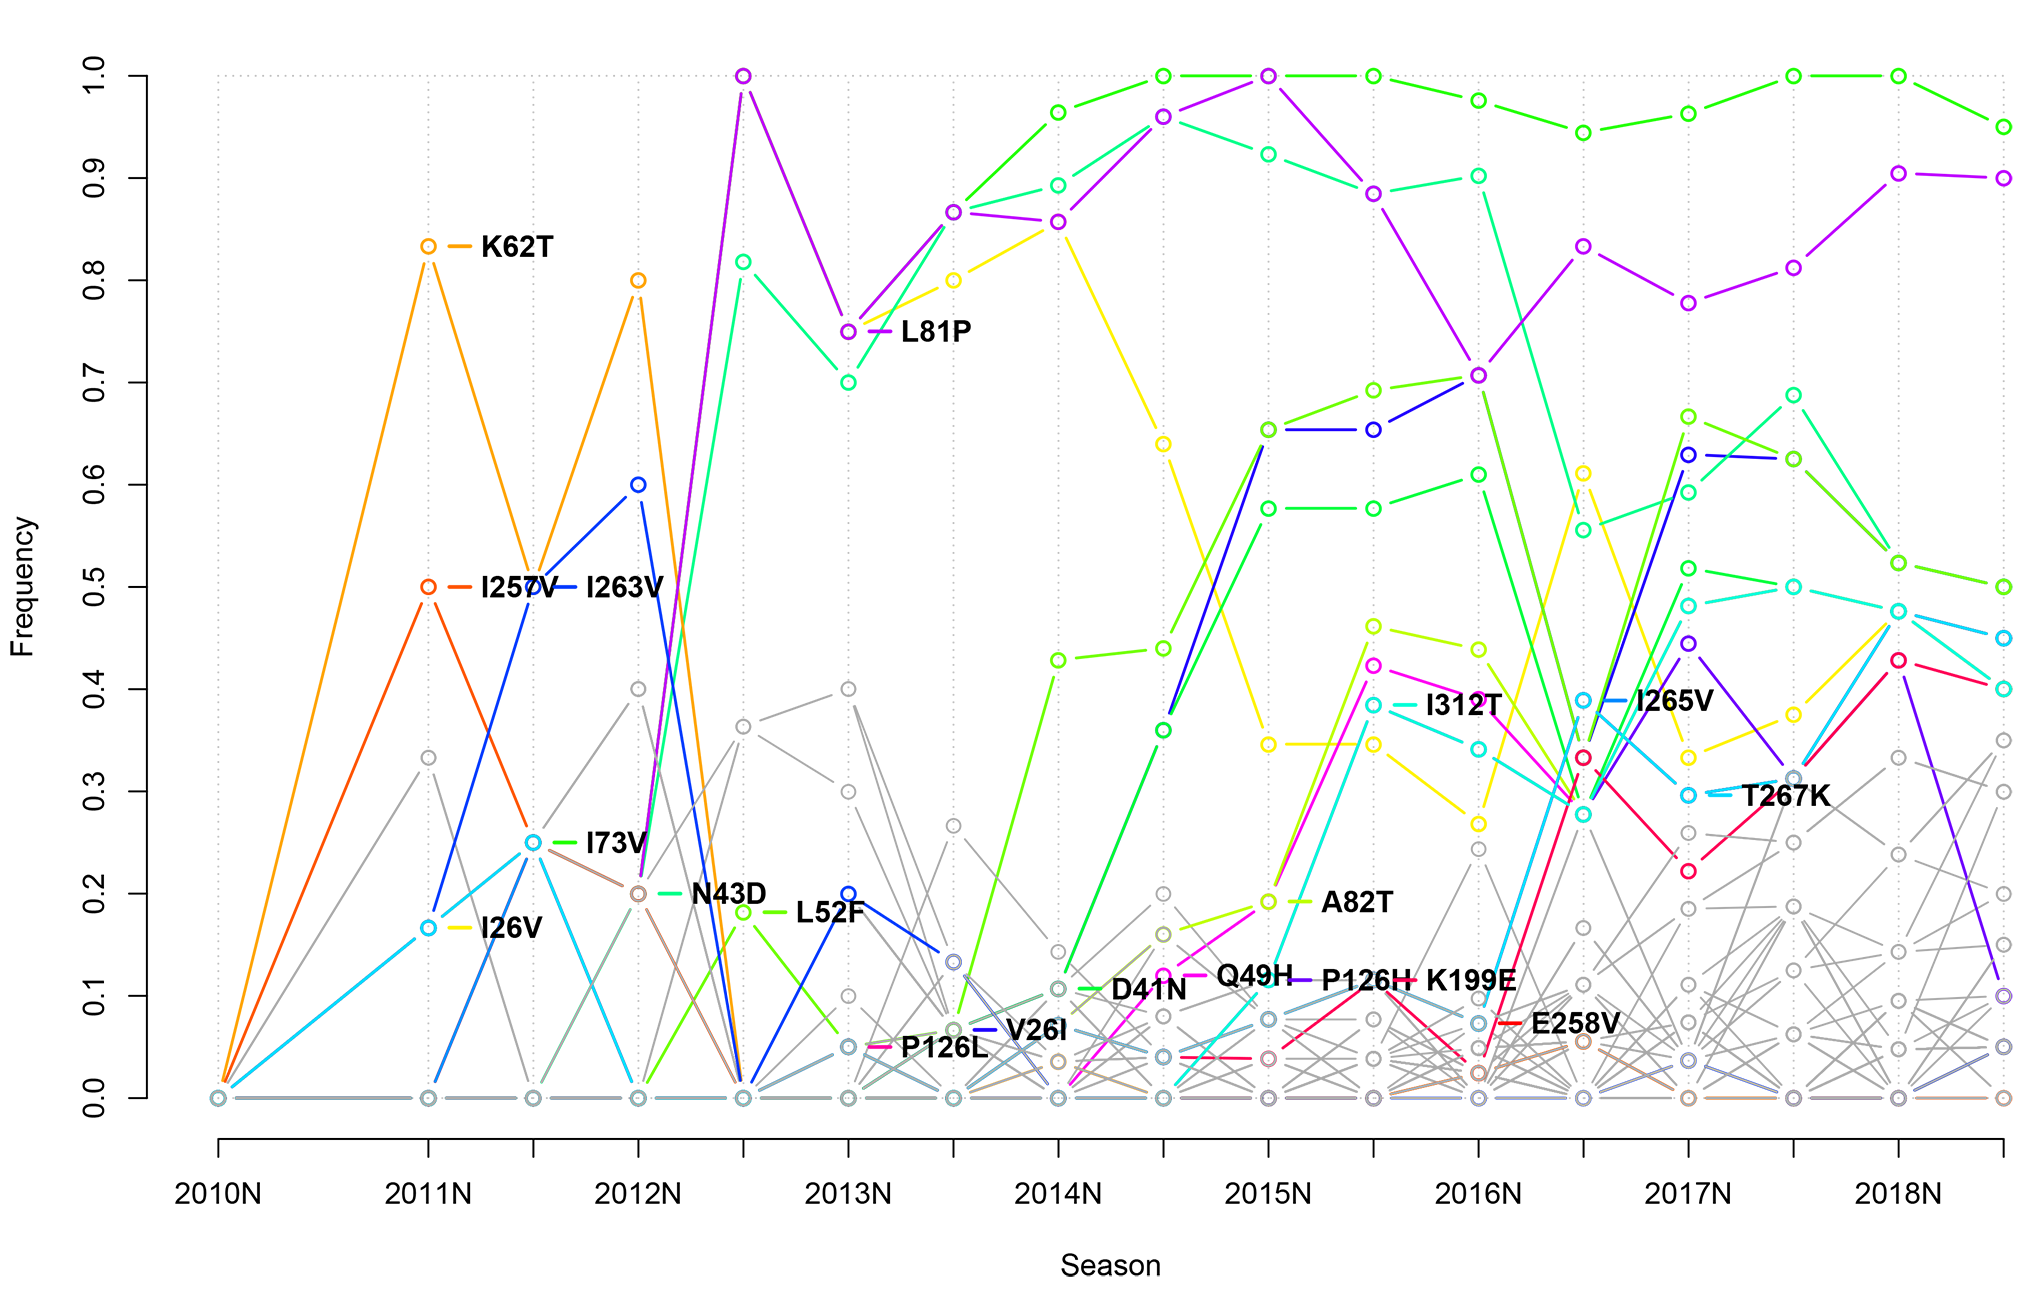 1.0
0.9
0.8
0.7
0.6
0.5
0.4
0.3
0.2
0.1
0.0
Frequency
K62T
L81P
I257V
I263V
I312T
I265V
T267K
I73V
N43D
L52F
A82T
I26V
Q49H
P126H
K199E
D41N
V26I
E258V
P126L
2010N 2011N 2012N 2013N 2014N 2015N 2016N 2017N 2018N
Season